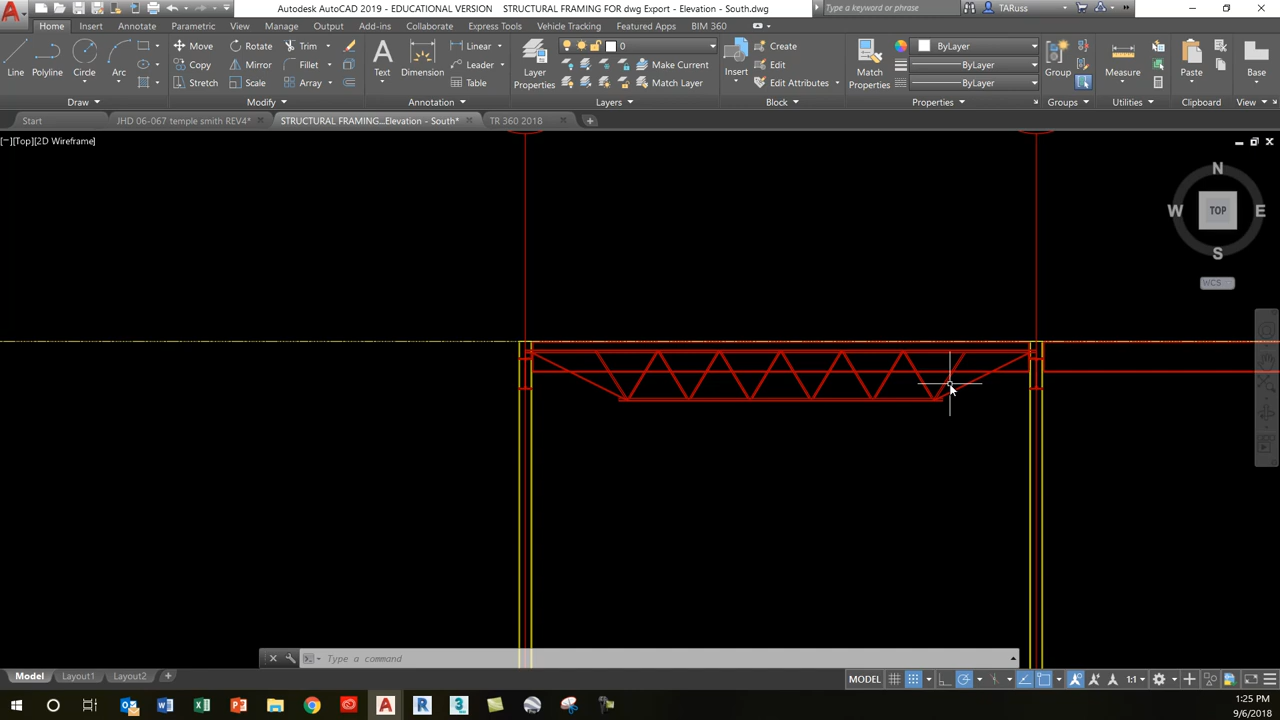 Autodesk AutoCAD 2019 - EDUCATIONAL VERSION STRUCTURAL FRAMING FOR dwg Export - Elevation - South.dwg
Type a keyword or phrase
TARuss
Home Insert Annotate Parametric View Manage Output Add-ins Collaborate Express Tools Vehicle Tracking Featured Apps BIM 360
Line Polyline Circle Arc
Move Rotate Trim
Copy Mirror Fillet
Stretch Scale Array
Text Dimension
Linear
Leader
Table
Layer Properties
0
Make Current
Match Layer
Insert
Create
Edit
Edit Attributes
Match Properties
ByLayer
ByLayer
ByLayer
Group
Measure
Paste
Base
Draw Modify Annotation Layers Block Properties Groups Utilities Clipboard View
Start JHD 06-067 temple smith REV4* STRUCTURAL FRAMING...Elevation - South* TR 360 2018
[−][Top][2D Wireframe]
N
W TOP E
S
WCS
Type a command
Model Layout1 Layout2
MODEL 1:1
1:25 PM
9/6/2018